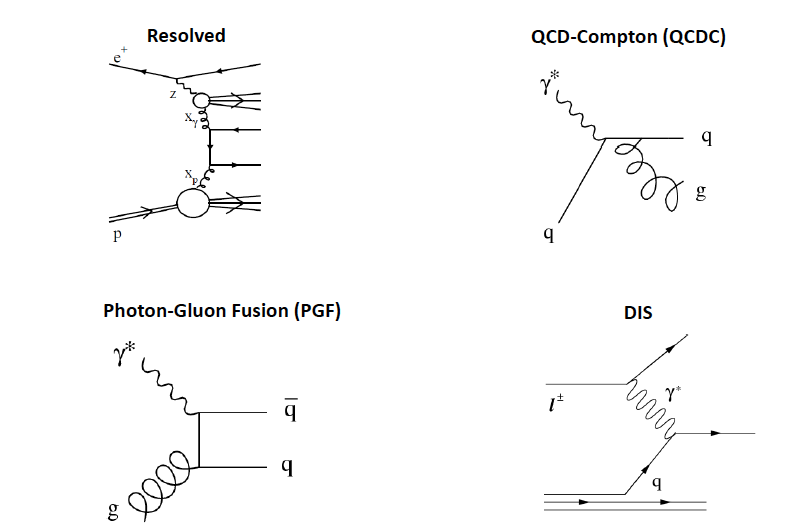 Resolved
e⁺
z
xᵧ
xₚ
p
QCD-Compton (QCDC)
γ*
q
g
q
Photon-Gluon Fusion (PGF)
γ*
q̅
q
g
DIS
l±
γ*
q